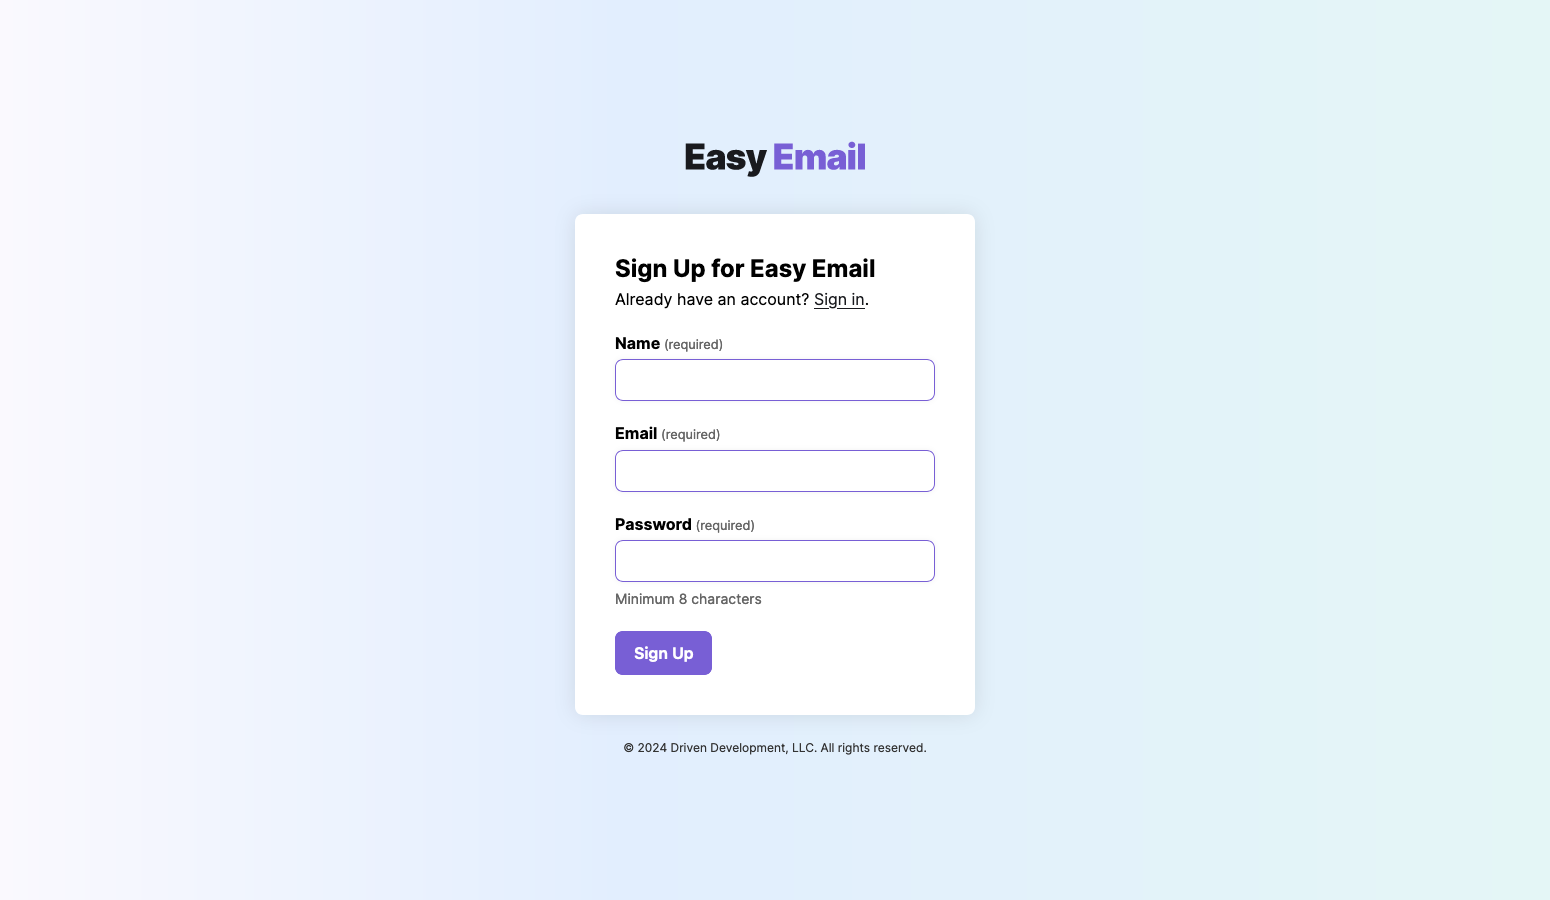 Easy Email
Sign Up for Easy Email
Already have an account? Sign in.
Name (required)
Email (required)
Password (required)
Minimum 8 characters
Sign Up
© 2024 Driven Development, LLC. All rights reserved.